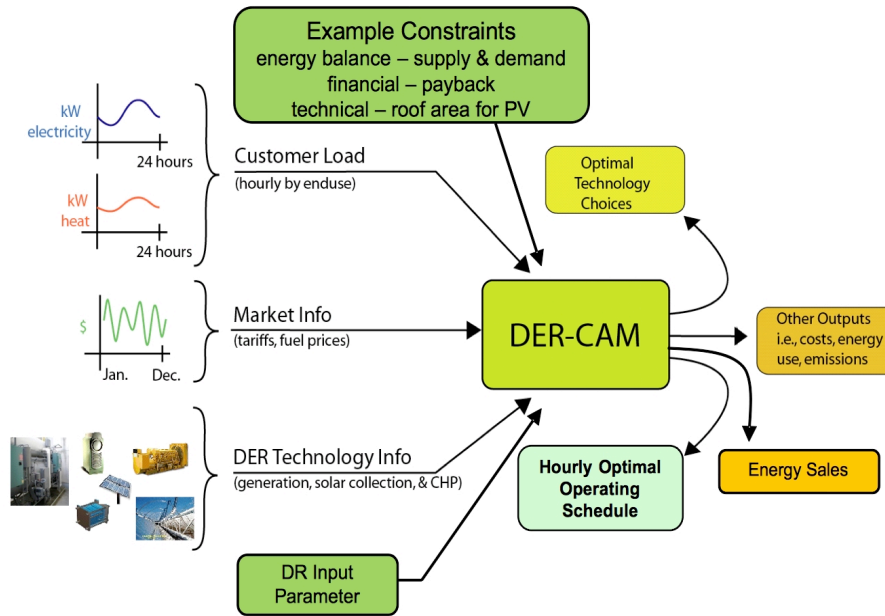 Example Constraints
energy balance – supply & demand
financial – payback
technical – roof area for PV
kW
electricity
24 hours
kW
heat
24 hours
Customer Load
(hourly by enduse)
Optimal
Technology
Choices
$
Jan.
Dec.
Market Info
(tariffs, fuel prices)
DER-CAM
Other Outputs
i.e., costs, energy
use, emissions
DER Technology Info
(generation, solar collection, & CHP)
Hourly Optimal
Operating
Schedule
Energy Sales
DR Input
Parameter